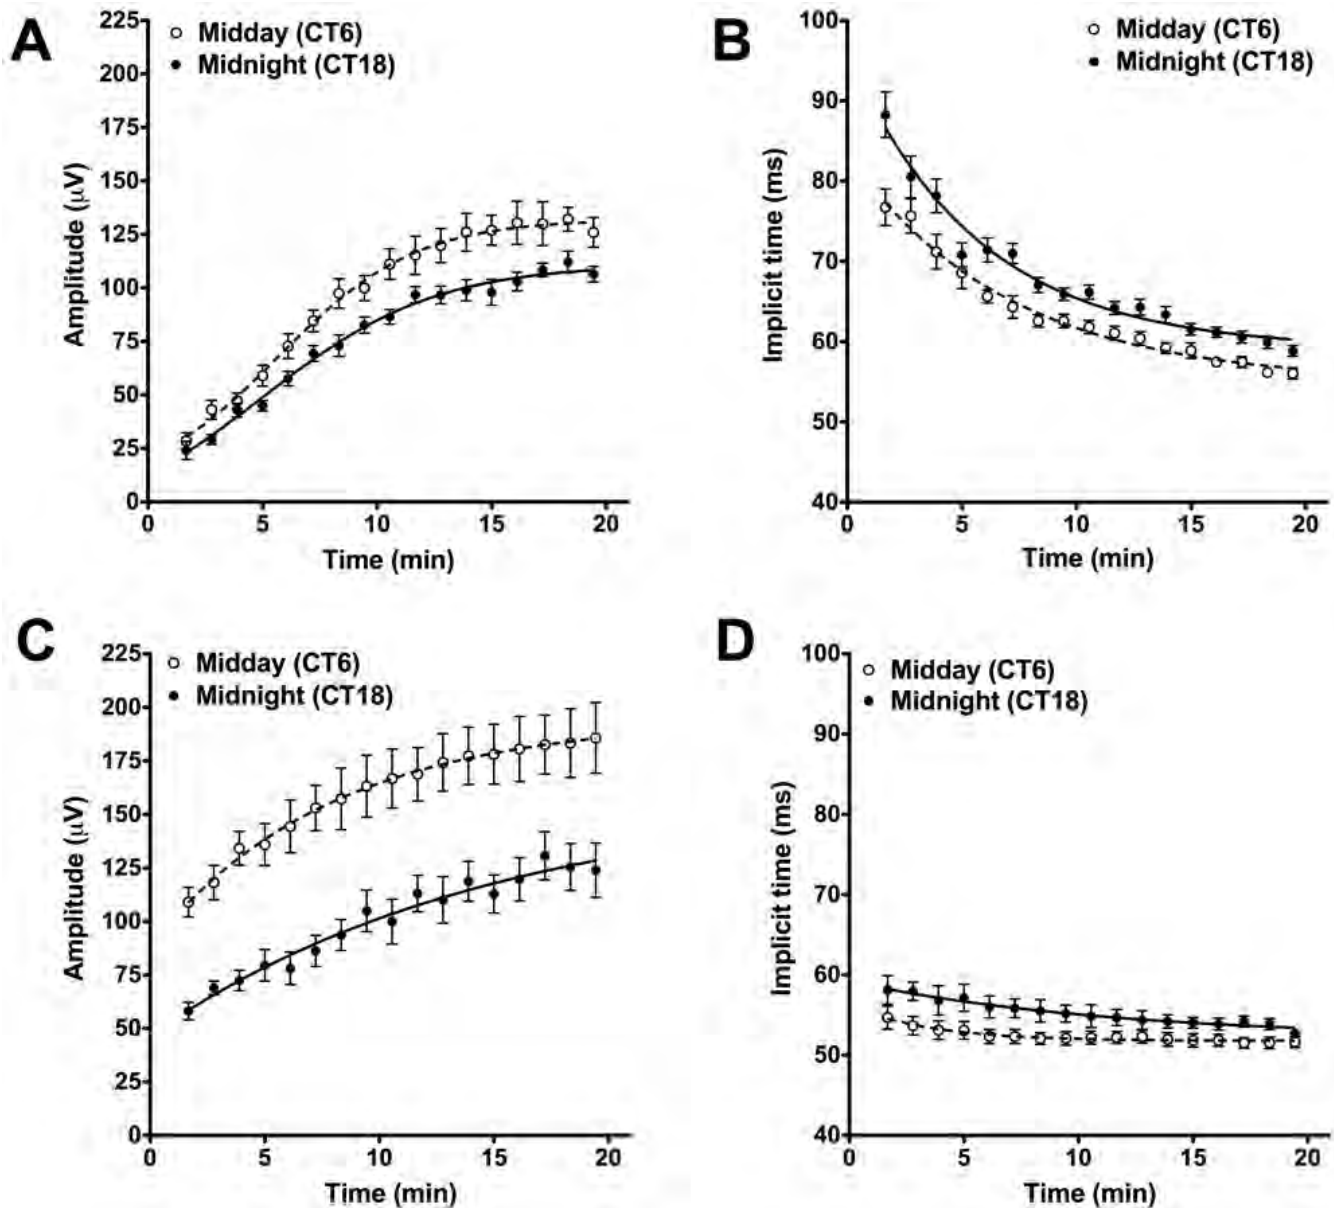 A
225
200
175
150
125
100
75
50
25
0
Amplitude (μV)
Midday (CT6)
Midnight (CT18)
0 5 10 15 20
Time (min)
B
100
90
80
70
60
50
40
Implicit time (ms)
Midday (CT6)
Midnight (CT18)
0 5 10 15 20
Time (min)
C
225
200
175
150
125
100
75
50
25
0
Amplitude (μV)
Midday (CT6)
Midnight (CT18)
0 5 10 15 20
Time (min)
D
100
90
80
70
60
50
40
Implicit time (ms)
Midday (CT6)
Midnight (CT18)
0 5 10 15 20
Time (min)